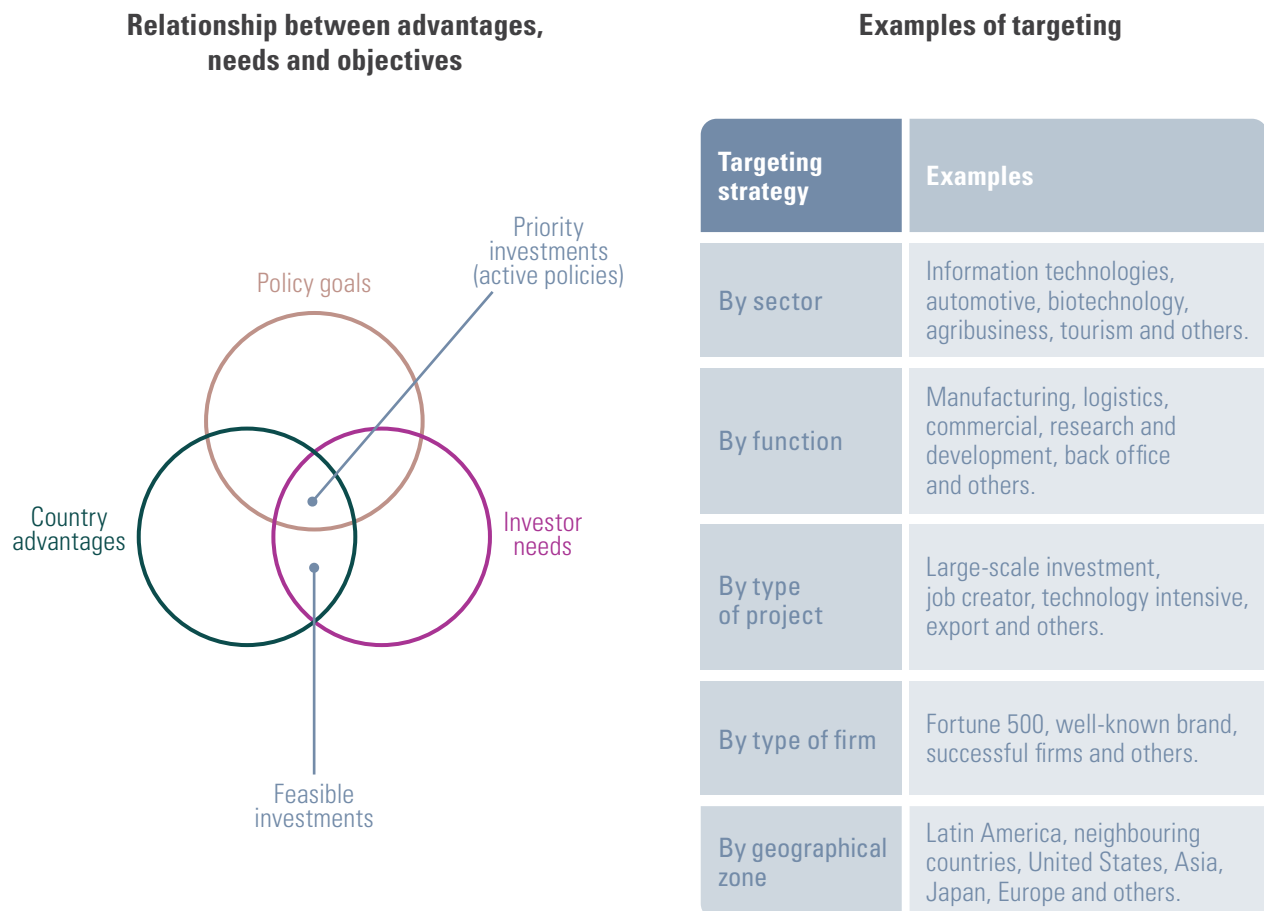 Relationship between advantages,
needs and objectives
Policy goals
Priority
investments
(active policies)
Country
advantages
Investor
needs
Feasible
investments
Examples of targeting
Targeting
strategy
Examples
By sector
Information technologies,
automotive, biotechnology,
agribusiness, tourism and others.
By function
Manufacturing, logistics,
commercial, research and
development, back office
and others.
By type
of project
Large-scale investment,
job creator, technology intensive,
export and others.
By type of firm
Fortune 500, well-known brand,
successful firms and others.
By geographical
zone
Latin America, neighbouring
countries, United States, Asia,
Japan, Europe and others.